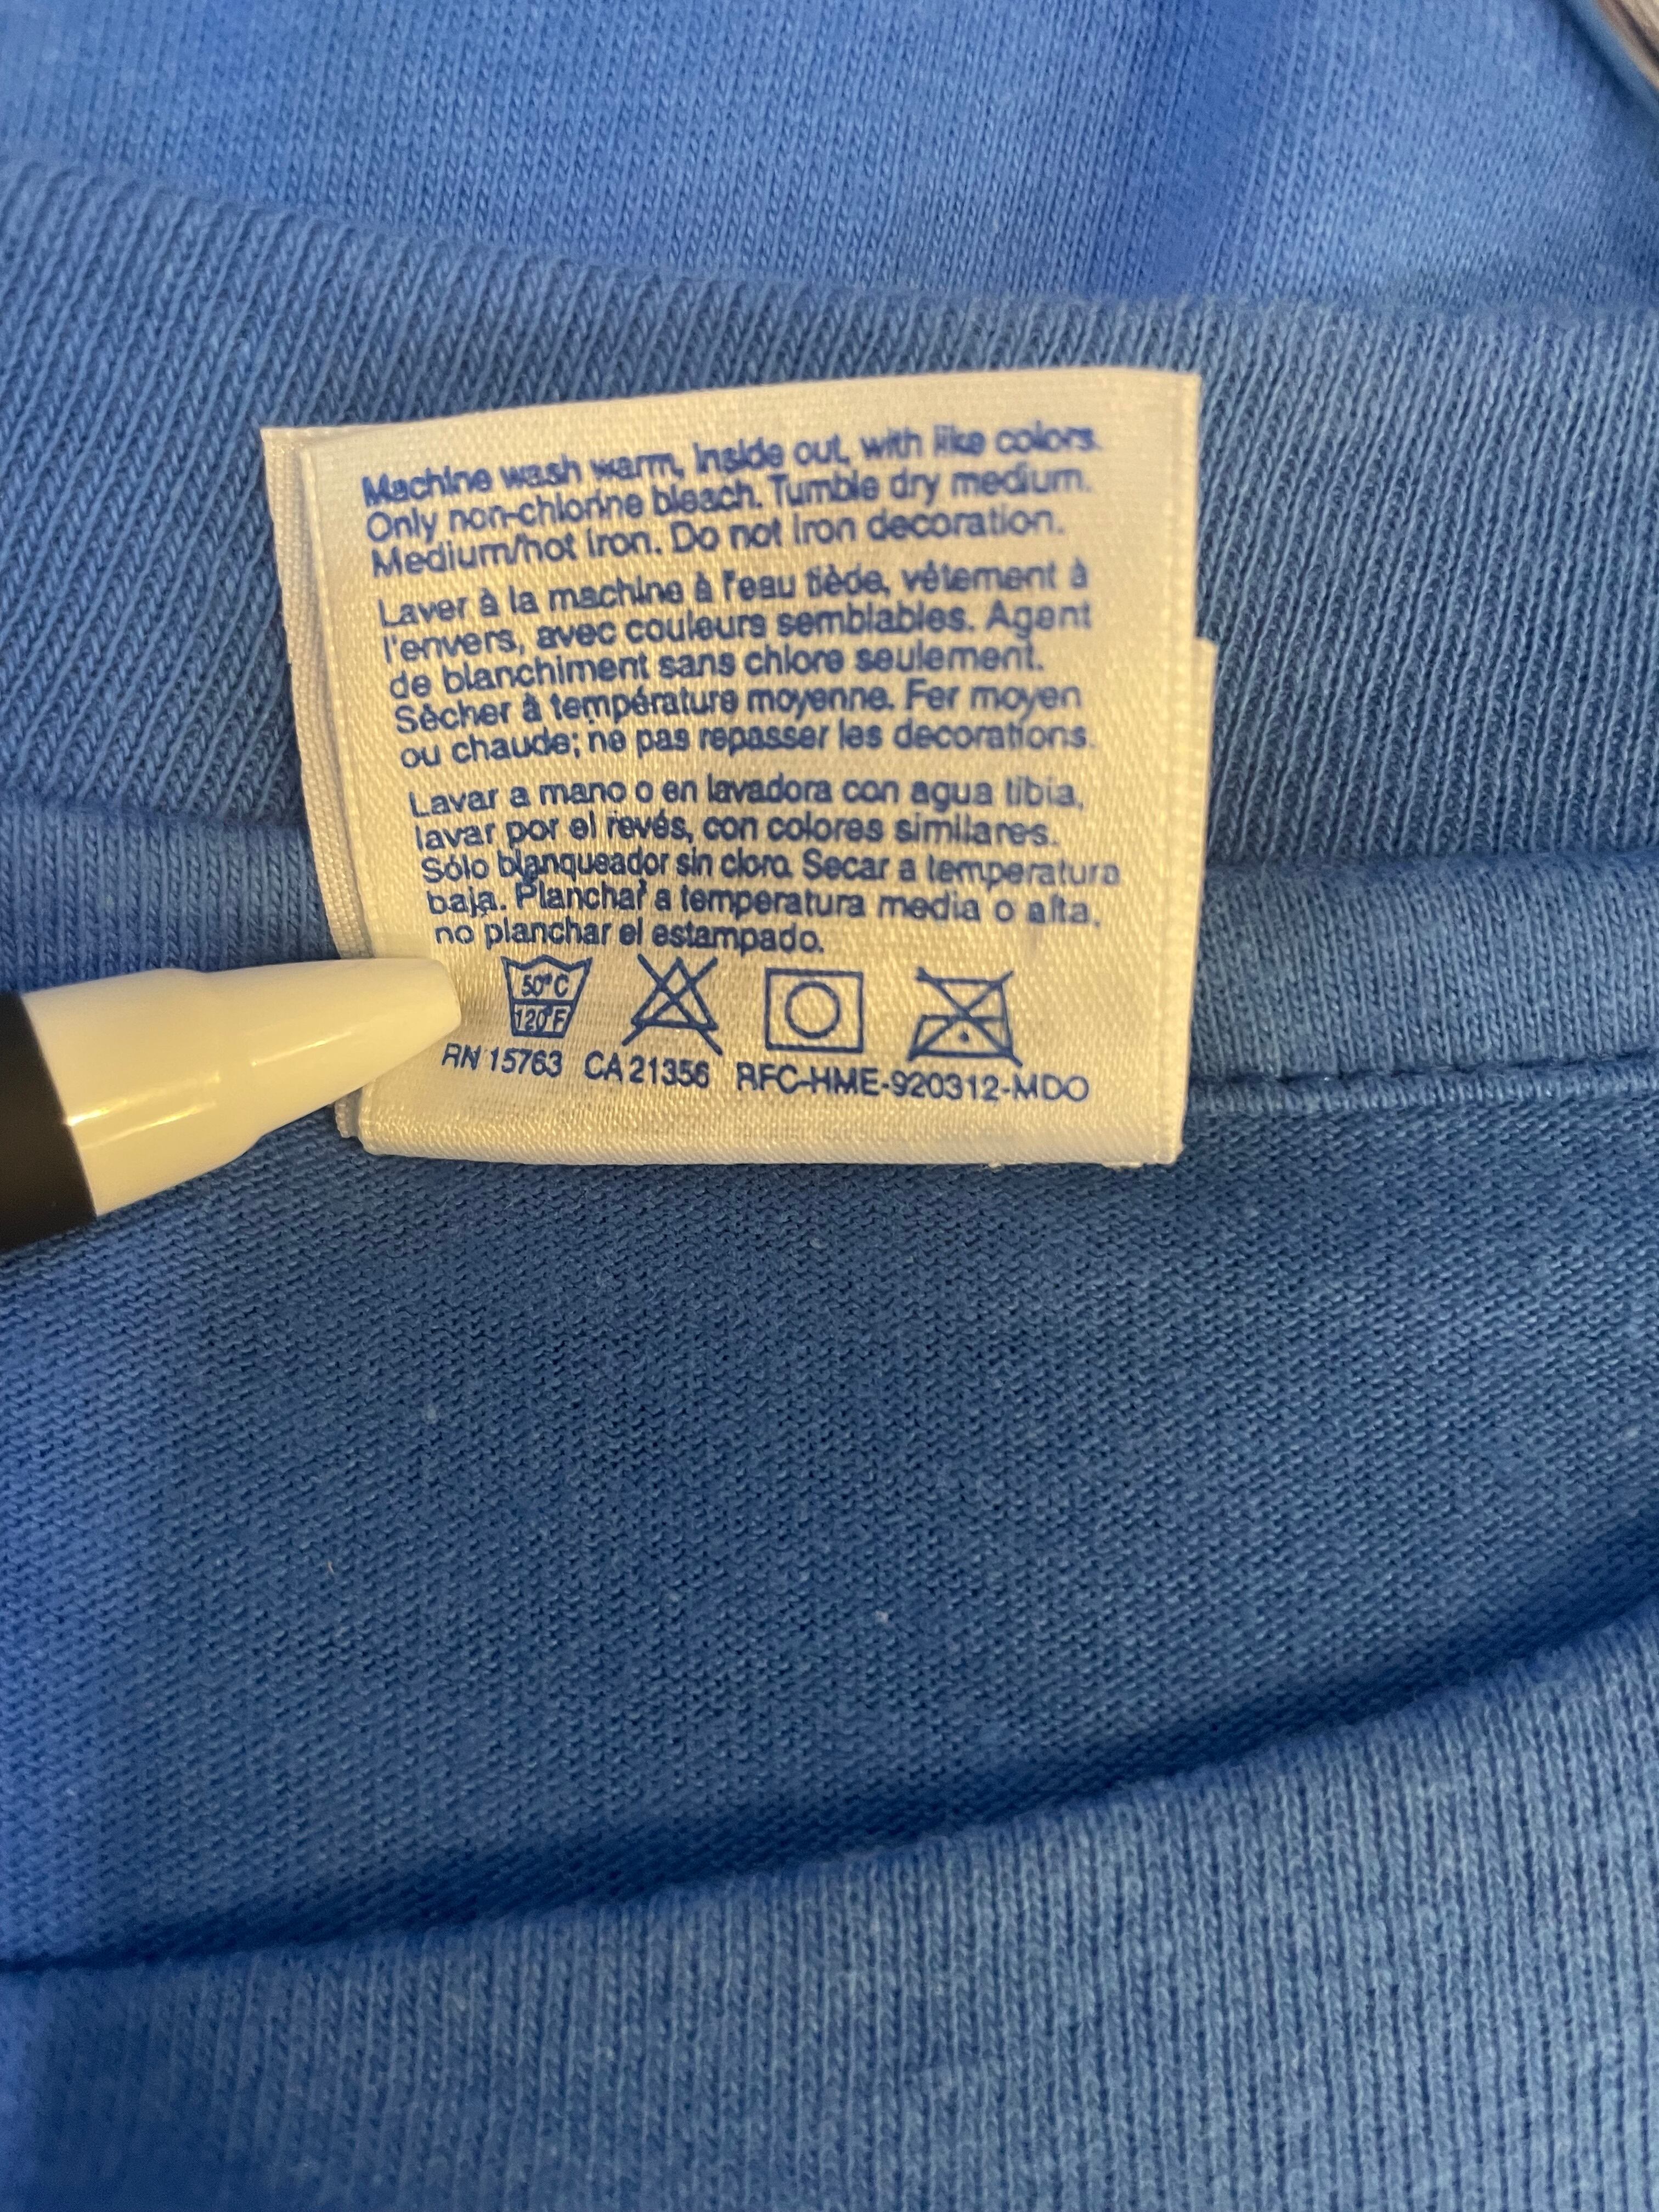 Machine wash warm, inside out, with like colors.
Only non-chlorine bleach. Tumble dry medium.
Medium/hot iron. Do not iron decoration.
Laver à la machine à l'eau tiède, vêtement à
l'envers, avec couleurs semblables. Agent
de blanchiment sans chlore seulement.
Sècher à température moyenne. Fer moyen
ou chaude; ne pas repasser les decorations.
Lavar a mano o en lavadora con agua tibia,
lavar por el revés, con colores similares.
Sólo blanqueador sin cloro. Secar a temperatura
baja. Planchar a temperatura media o alta,
no planchar el estampado.
50°C
120°F
RN 15763 CA 21356 RFC-HME-920312-MDO